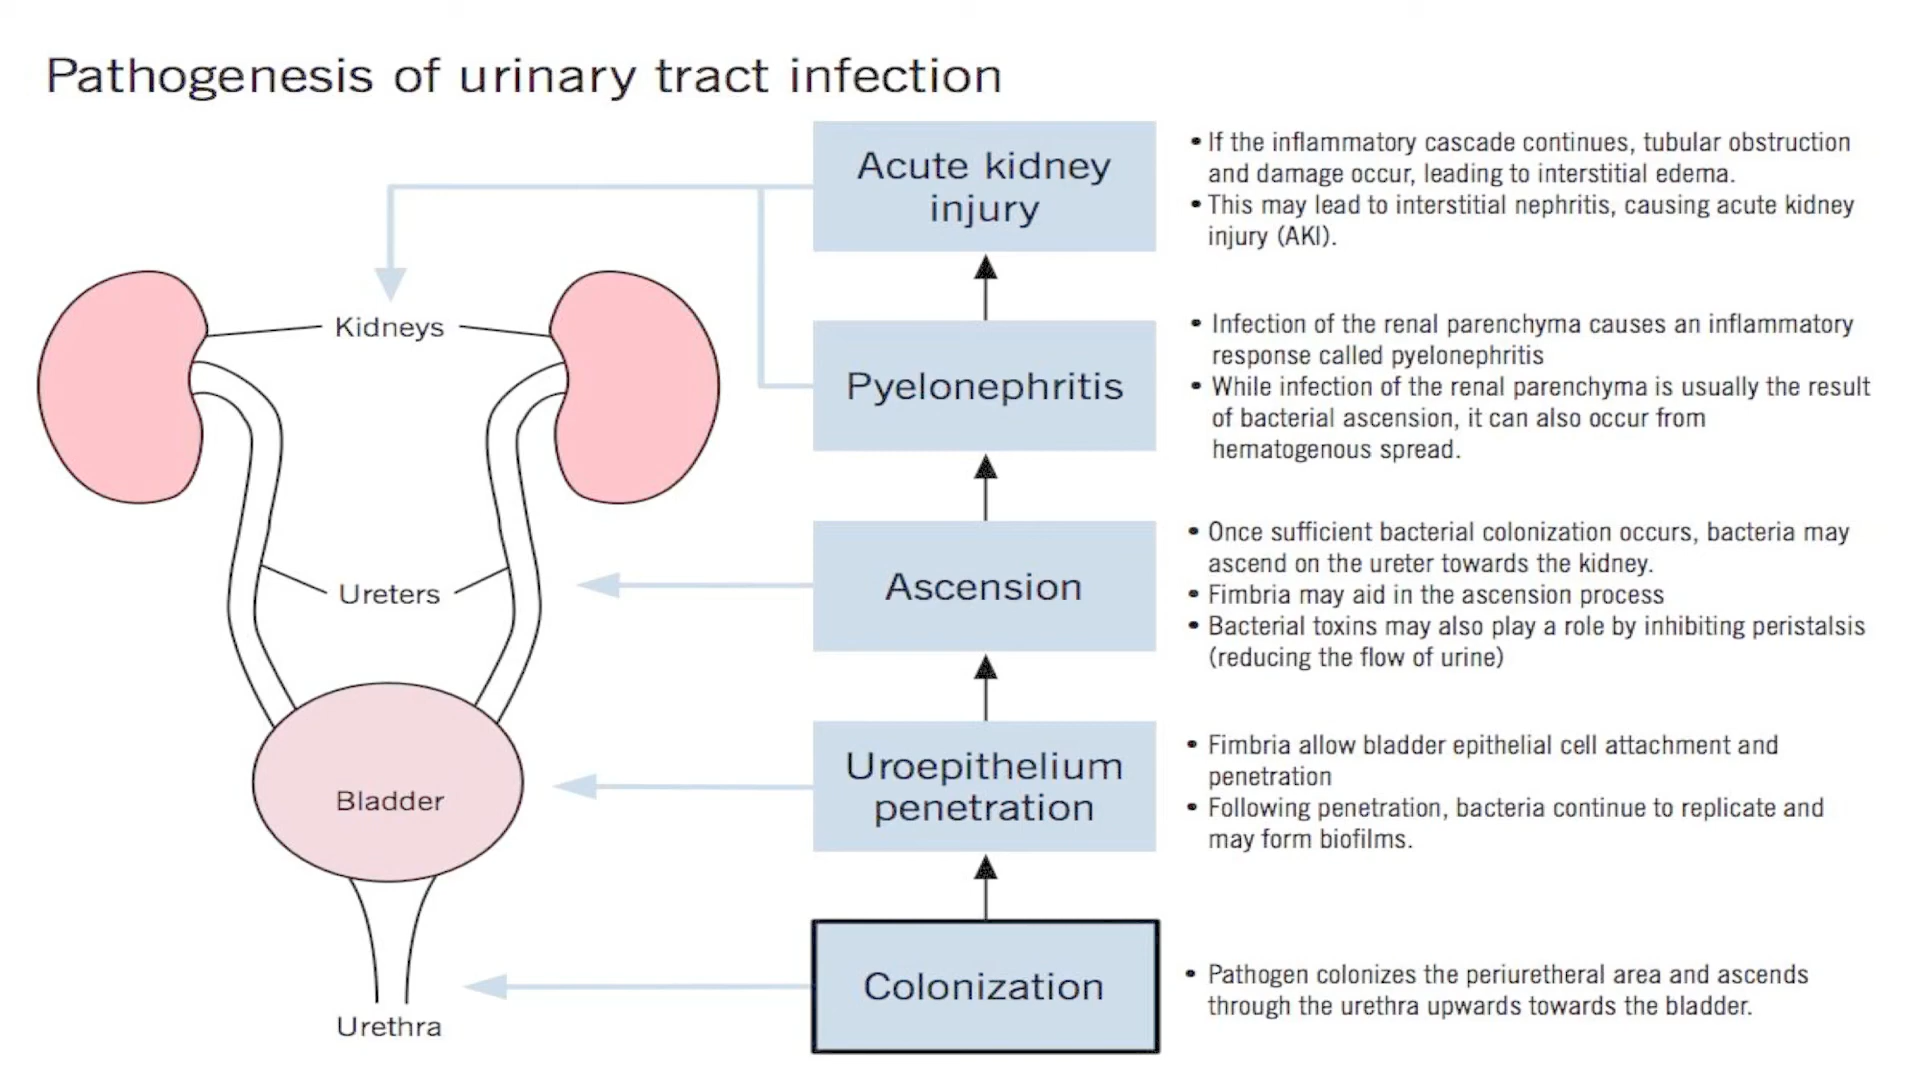 Pathogenesis of urinary tract infection
Acute kidney
injury
• If the inflammatory cascade continues, tubular obstruction
and damage occur, leading to interstitial edema.
• This may lead to interstitial nephritis, causing acute kidney
injury (AKI).
Kidneys
Pyelonephritis
• Infection of the renal parenchyma causes an inflammatory
response called pyelonephritis
• While infection of the renal parenchyma is usually the result
of bacterial ascension, it can also occur from
hematogenous spread.
Ureters
Ascension
• Once sufficient bacterial colonization occurs, bacteria may
ascend on the ureter towards the kidney.
• Fimbria may aid in the ascension process
• Bacterial toxins may also play a role by inhibiting peristalsis
(reducing the flow of urine)
Bladder
Uroepithelium
penetration
• Fimbria allow bladder epithelial cell attachment and
penetration
• Following penetration, bacteria continue to replicate and
may form biofilms.
Urethra
Colonization
• Pathogen colonizes the periuretheral area and ascends
through the urethra upwards towards the bladder.